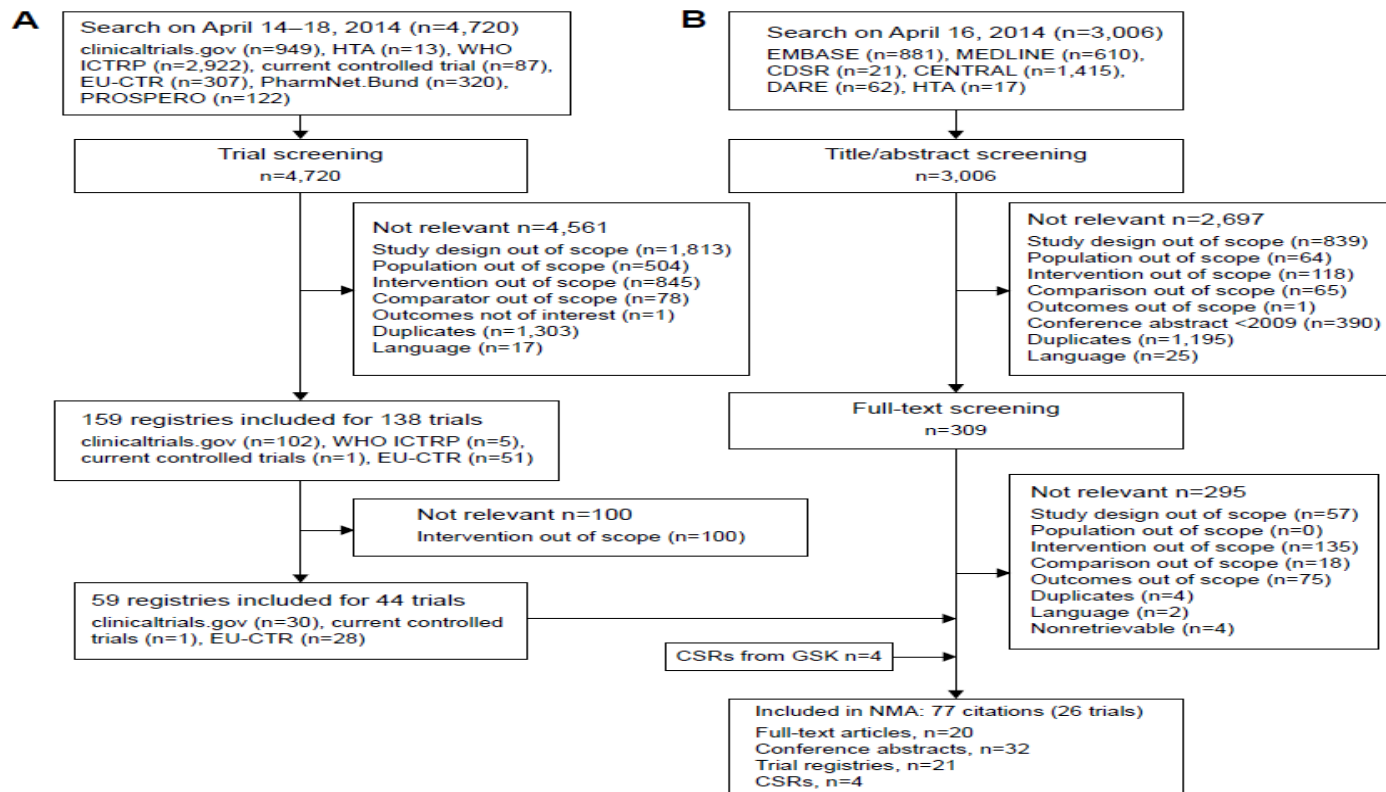 A
Search on April 14–18, 2014 (n=4,720)
clinicaltrials.gov (n=949), HTA (n=13), WHO
ICTRP (n=2,922), current controlled trial (n=87),
EU-CTR (n=307), PharmNet.Bund (n=320),
PROSPERO (n=122)
Trial screening
n=4,720
Not relevant n=4,561
Study design out of scope (n=1,813)
Population out of scope (n=504)
Intervention out of scope (n=845)
Comparator out of scope (n=78)
Outcomes not of interest (n=1)
Duplicates (n=1,303)
Language (n=17)
159 registries included for 138 trials
clinicaltrials.gov (n=102), WHO ICTRP (n=5),
current controlled trials (n=1), EU-CTR (n=51)
Not relevant n=100
Intervention out of scope (n=100)
59 registries included for 44 trials
clinicaltrials.gov (n=30), current controlled
trials (n=1), EU-CTR (n=28)
B
Search on April 16, 2014 (n=3,006)
EMBASE (n=881), MEDLINE (n=610),
CDSR (n=21), CENTRAL (n=1,415),
DARE (n=62), HTA (n=17)
Title/abstract screening
n=3,006
Not relevant n=2,697
Study design out of scope (n=839)
Population out of scope (n=64)
Intervention out of scope (n=118)
Comparison out of scope (n=65)
Outcomes out of scope (n=1)
Conference abstract <2009 (n=390)
Duplicates (n=1,195)
Language (n=25)
Full-text screening
n=309
Not relevant n=295
Study design out of scope (n=57)
Population out of scope (n=0)
Intervention out of scope (n=135)
Comparison out of scope (n=18)
Outcomes out of scope (n=75)
Duplicates (n=4)
Language (n=2)
Nonretrievable (n=4)
CSRs from GSK n=4
Included in NMA: 77 citations (26 trials)
Full-text articles, n=20
Conference abstracts, n=32
Trial registries, n=21
CSRs, n=4